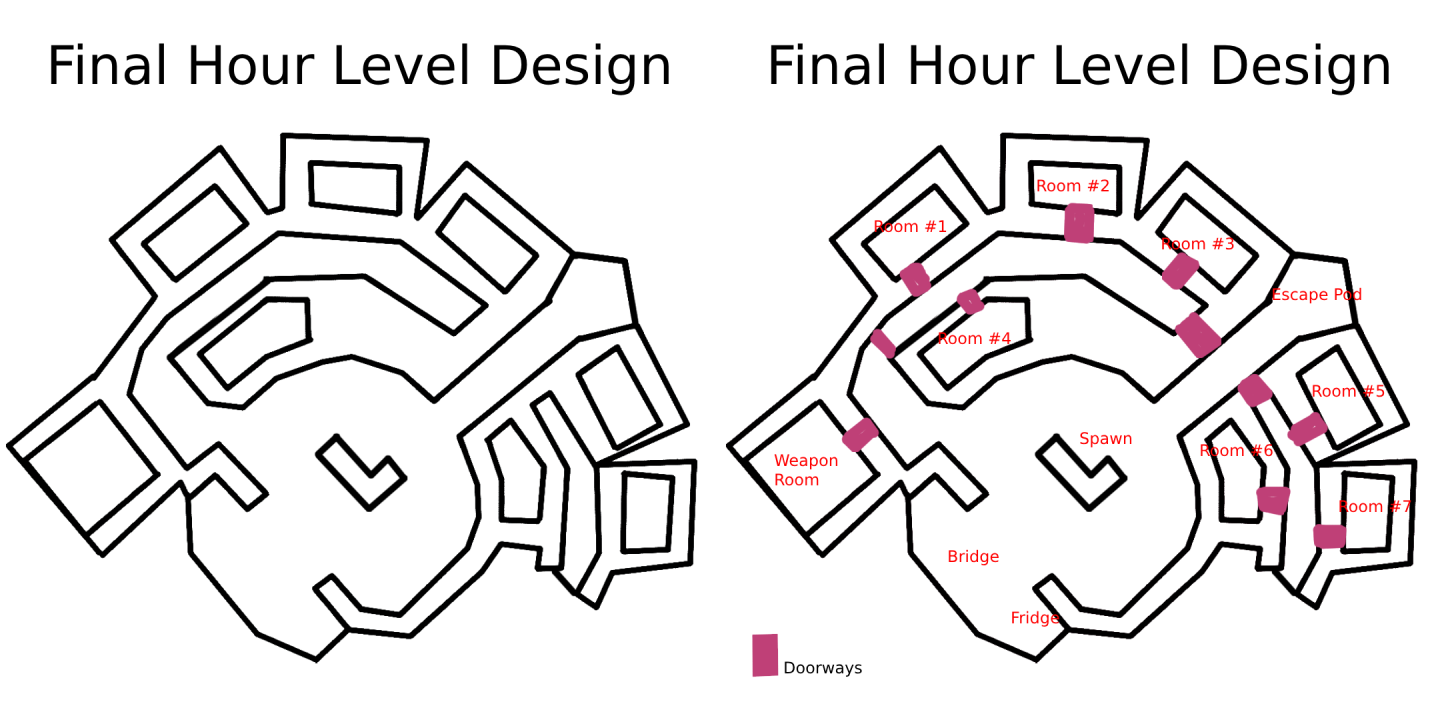 Final Hour Level Design
Final Hour Level Design
Room #2
Room #1
Room #3
Escape Pod
Room #4
Room #5
Spawn
Room #6
Weapon
Room
Room #7
Bridge
Fridge
Doorways